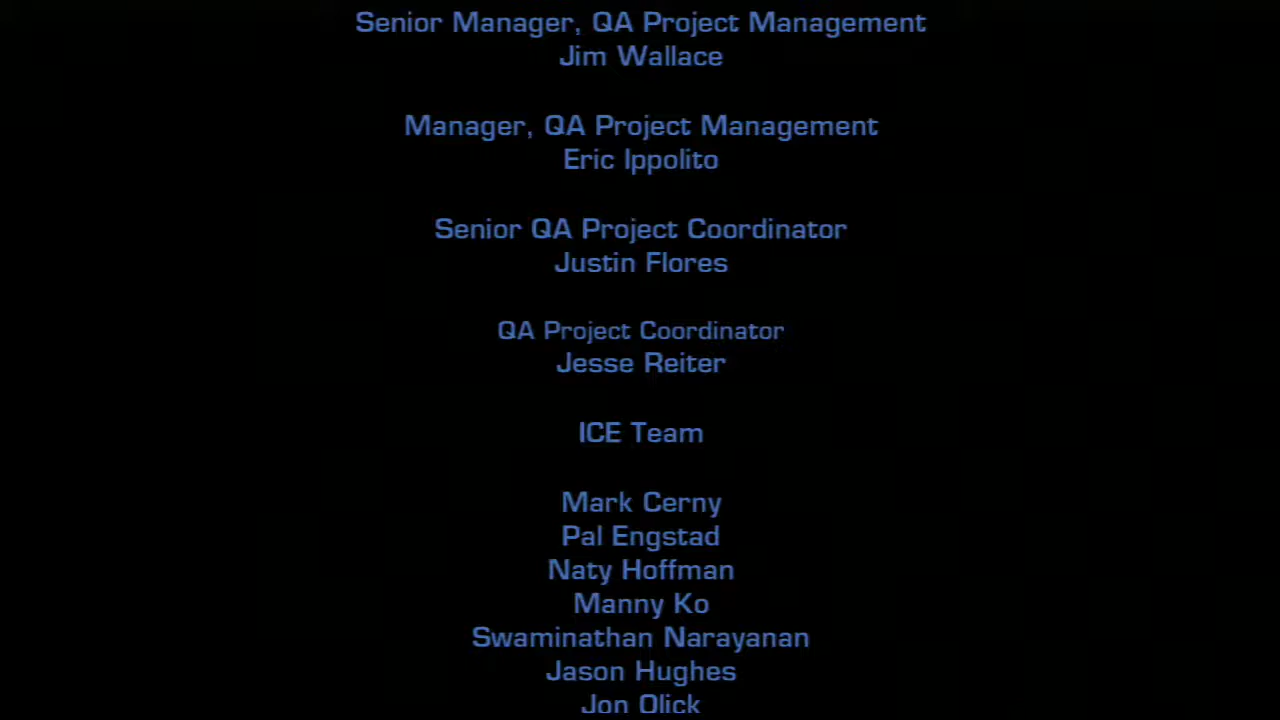 Senior Manager, QA Project Management
Jim Wallace
Manager, QA Project Management
Eric Ippolito
Senior QA Project Coordinator
Justin Flores
QA Project Coordinator
Jesse Reiter
ICE Team
Mark Cerny
Pal Engstad
Naty Hoffman
Manny Ko
Swaminathan Narayanan
Jason Hughes
Jon Olick